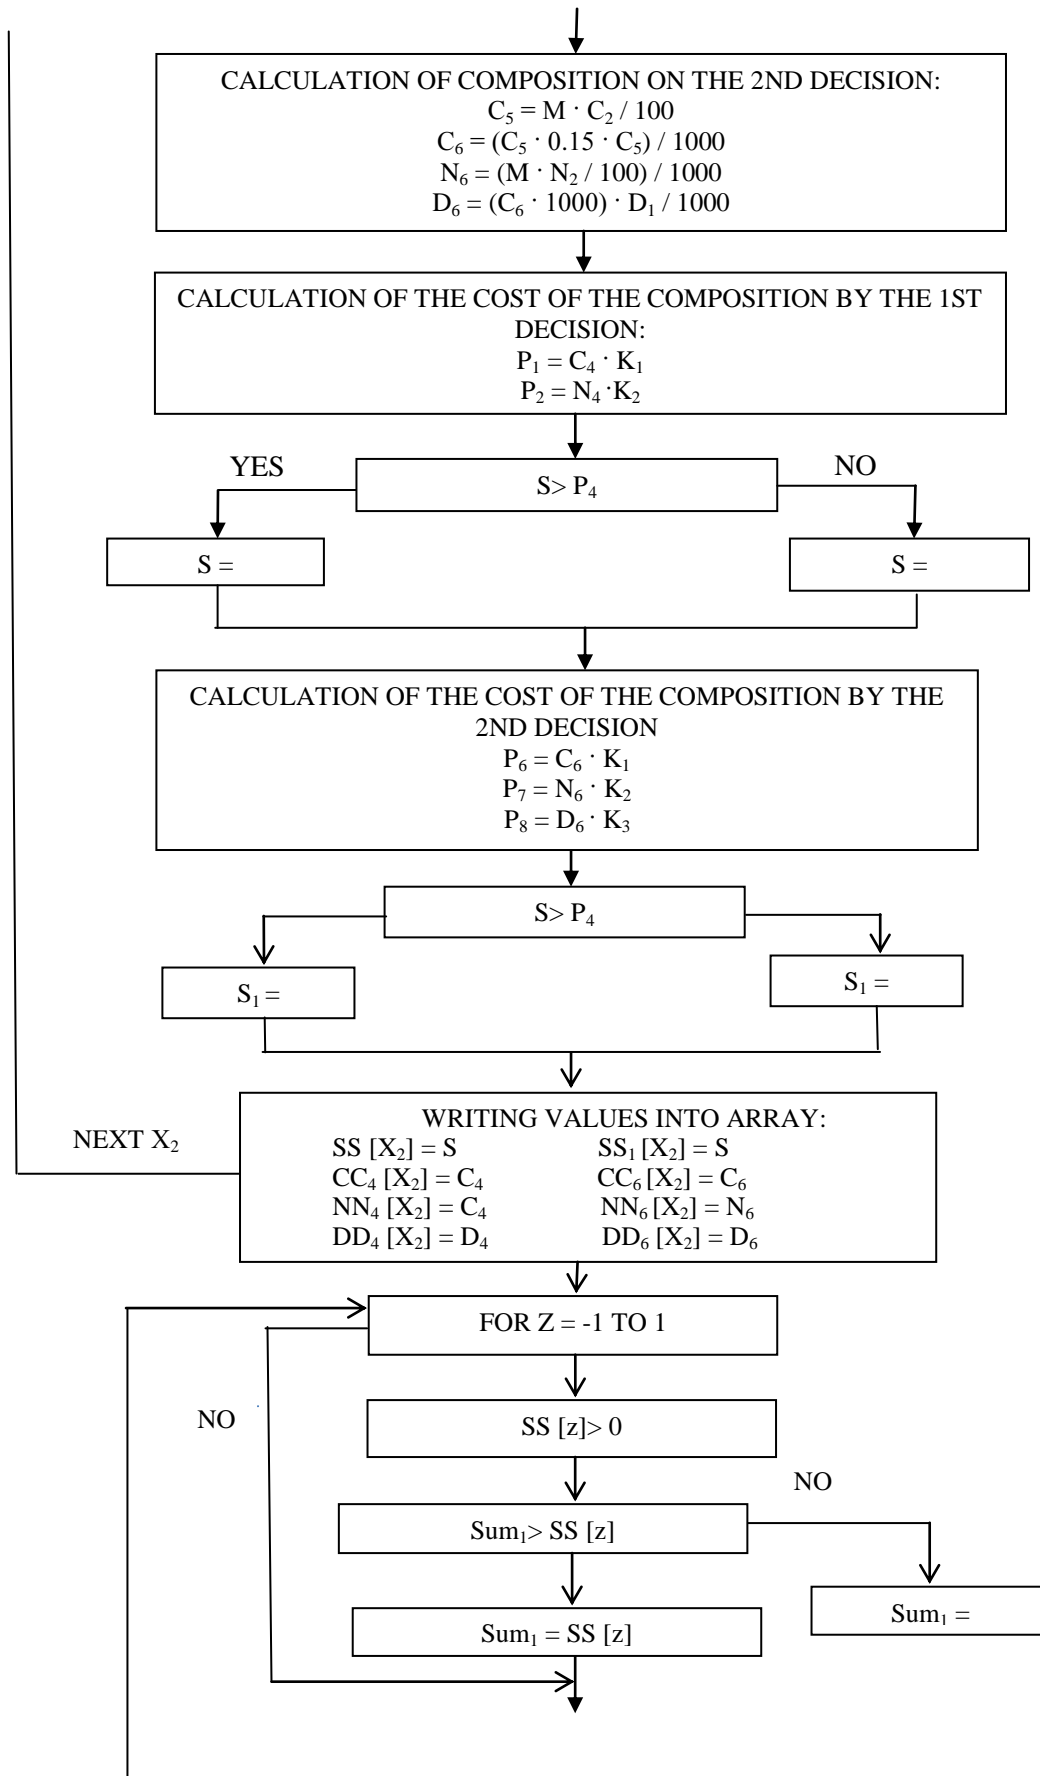 CALCULATION OF COMPOSITION ON THE 2ND DECISION:
C₅ = M · C₂ / 100
C₆ = (C₅ · 0.15 · C₅) / 1000
N₆ = (M · N₂ / 100) / 1000
D₆ = (C₆ · 1000) · D₁ / 1000
CALCULATION OF THE COST OF THE COMPOSITION BY THE 1ST
DECISION:
P₁ = C₄ · K₁
P₂ = N₄ ·K₂
YES
S> P₄
NO
S =
S =
CALCULATION OF THE COST OF THE COMPOSITION BY THE
2ND DECISION
P₆ = C₆ · K₁
P₇ = N₆ · K₂
P₈ = D₆ · K₃
S> P₄
S₁ =
S₁ =
NEXT X₂
WRITING VALUES INTO ARRAY:
SS [X₂] = S SS₁ [X₂] = S
CC₄ [X₂] = C₄ CC₆ [X₂] = C₆
NN₄ [X₂] = C₄ NN₆ [X₂] = N₆
DD₄ [X₂] = D₄ DD₆ [X₂] = D₆
FOR Z = -1 TO 1
NO
SS [z]> 0
NO
Sum₁> SS [z]
Sum₁ = SS [z]
Sum₁ =